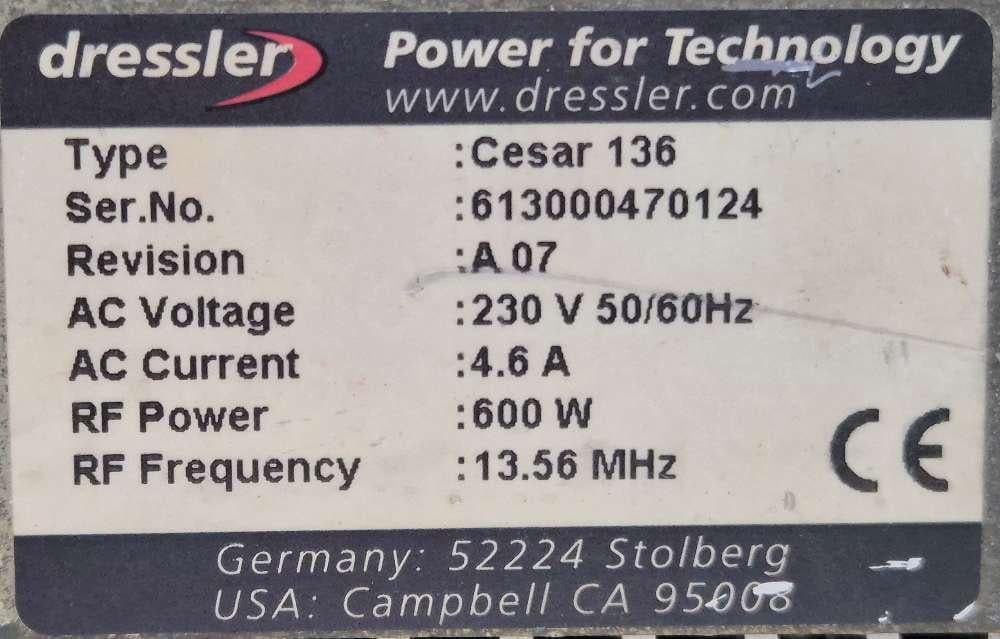 dressler Power for Technology
www.dressler.com
Type :Cesar 136
Ser.No. :613000470124
Revision :A 07
AC Voltage :230 V 50/60Hz
AC Current :4.6 A
RF Power :600 W
RF Frequency :13.56 MHz
CE
Germany: 52224 Stolberg
USA: Campbell CA 95008